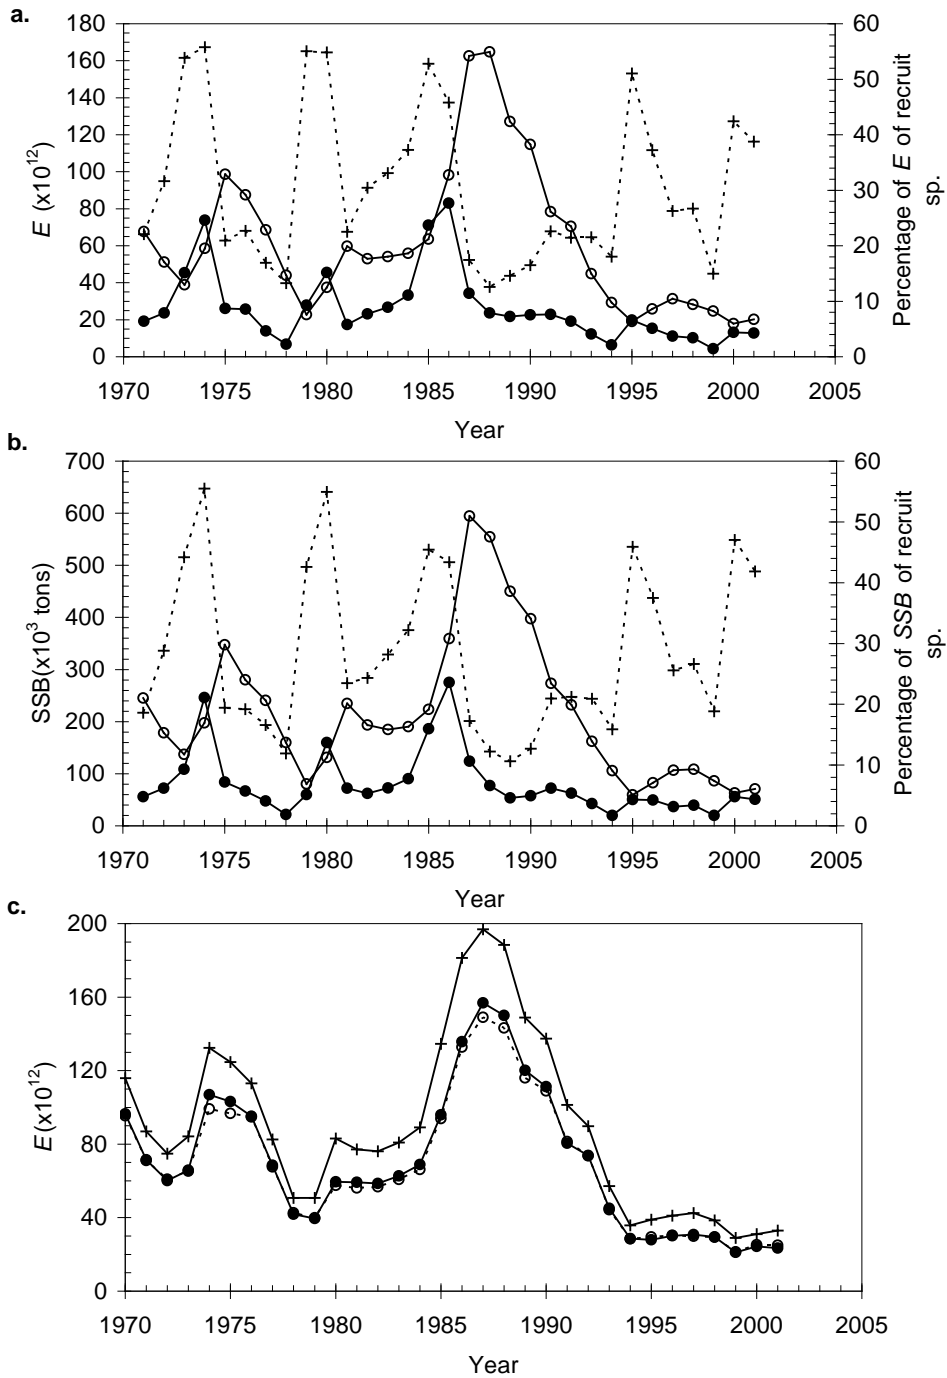 a.
180
160
140
120
100
80
60
40
20
0
E (x10¹²)
60
50
40
30
20
10
0
Percentage of E of recruit
sp.
1970 1975 1980 1985 1990 1995 2000 2005
Year
b.
700
600
500
400
300
200
100
0
SSB(x10³ tons)
60
50
40
30
20
10
0
Percentage of SSB of recruit
sp.
1970 1975 1980 1985 1990 1995 2000 2005
Year
c.
200
160
120
80
40
0
E (x10¹²)
1970 1975 1980 1985 1990 1995 2000 2005
Year